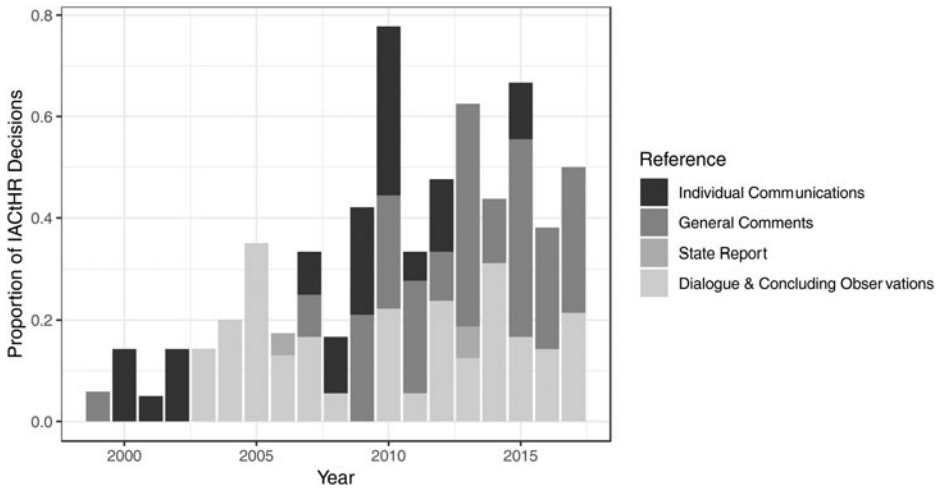 0.8
0.6
0.4
0.2
0.0
Proportion of IACtHR Decisions
2000
2005
2010
2015
Year
Reference
Individual Communications
General Comments
State Report
Dialogue & Concluding Observations